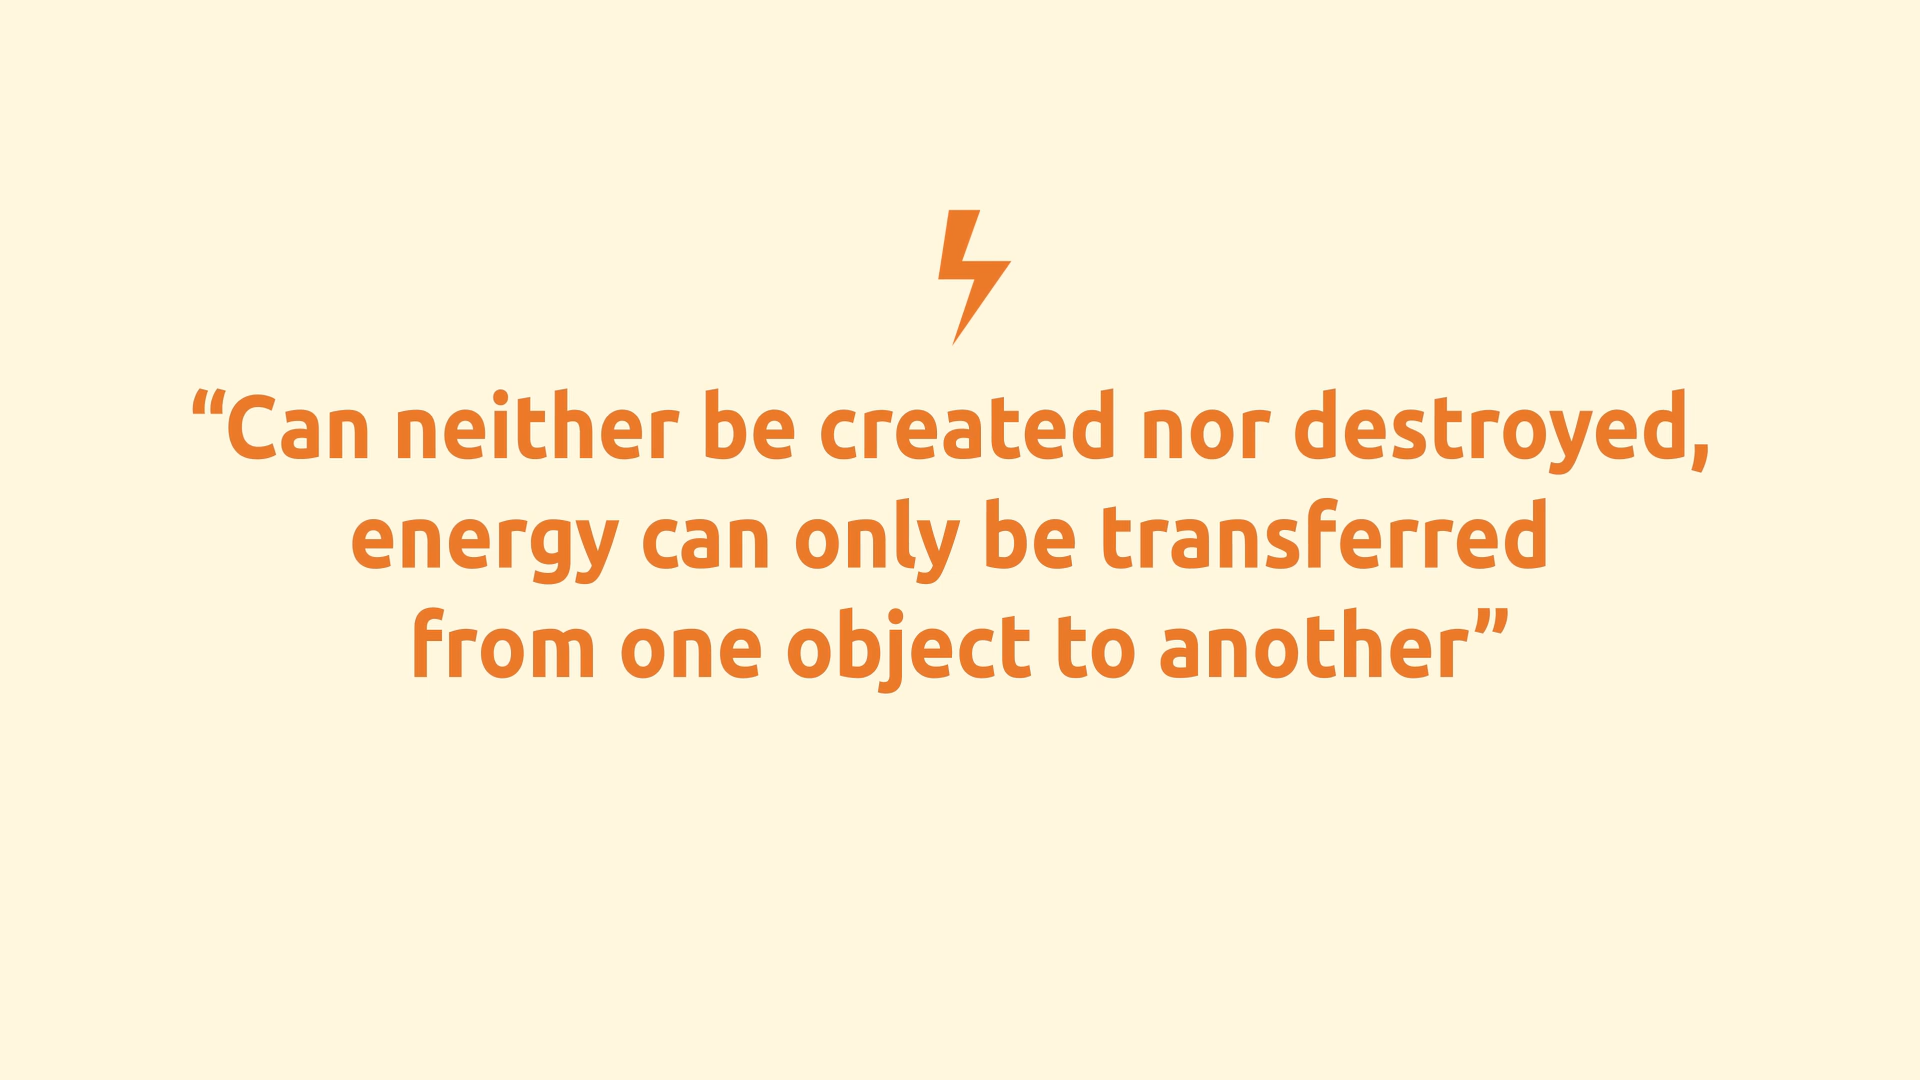 “Can neither be created nor destroyed,
energy can only be transferred
from one object to another”